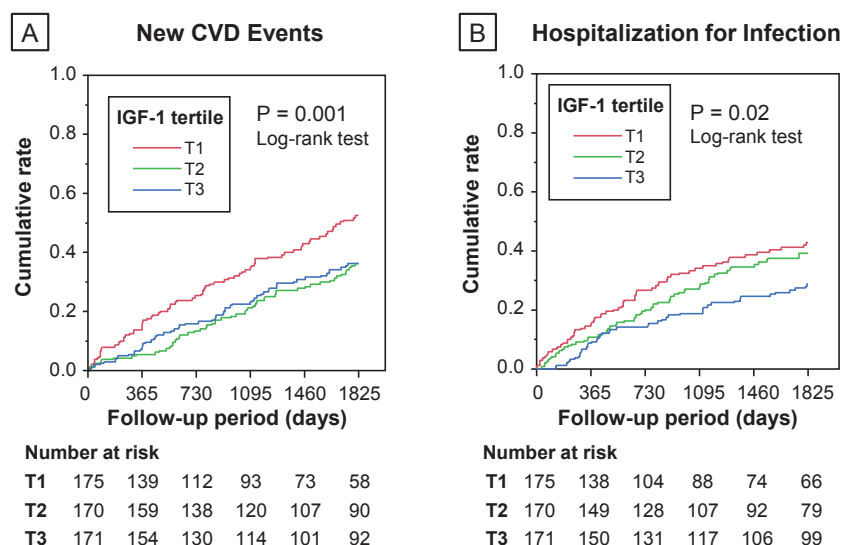 A New CVD Events
1.0
0.8
0.6
0.4
0.2
0.0
Cumulative rate
IGF-1 tertile
T1
T2
T3
P = 0.001
Log-rank test
0 365 730 1095 1460 1825
Follow-up period (days)
Number at risk
T1 175 139 112 93 73 58
T2 170 159 138 120 107 90
T3 171 154 130 114 101 92
B Hospitalization for Infection
1.0
0.8
0.6
0.4
0.2
0.0
Cumulative rate
IGF-1 tertile
T1
T2
T3
P = 0.02
Log-rank test
0 365 730 1095 1460 1825
Follow-up period (days)
Number at risk
T1 175 138 104 88 74 66
T2 170 149 128 107 92 79
T3 171 150 131 117 106 99